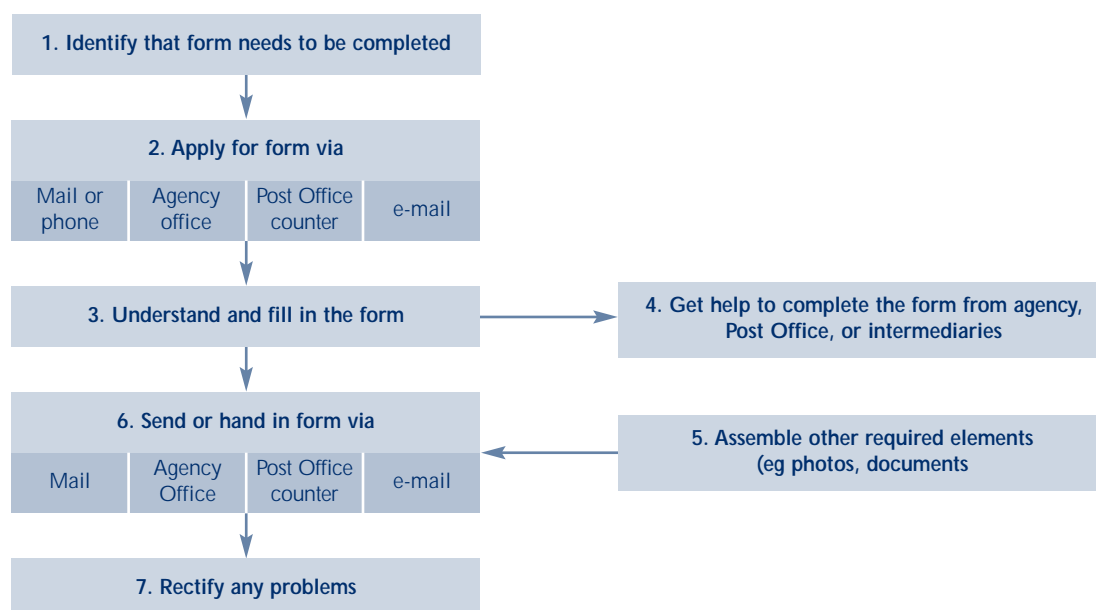 1. Identify that form needs to be completed
2. Apply for form via
Mail or
phone
Agency
office
Post Office
counter
e-mail
3. Understand and fill in the form
4. Get help to complete the form from agency,
Post Office, or intermediaries
6. Send or hand in form via
Mail
Agency
Office
Post Office
counter
e-mail
5. Assemble other required elements
(eg photos, documents
7. Rectify any problems